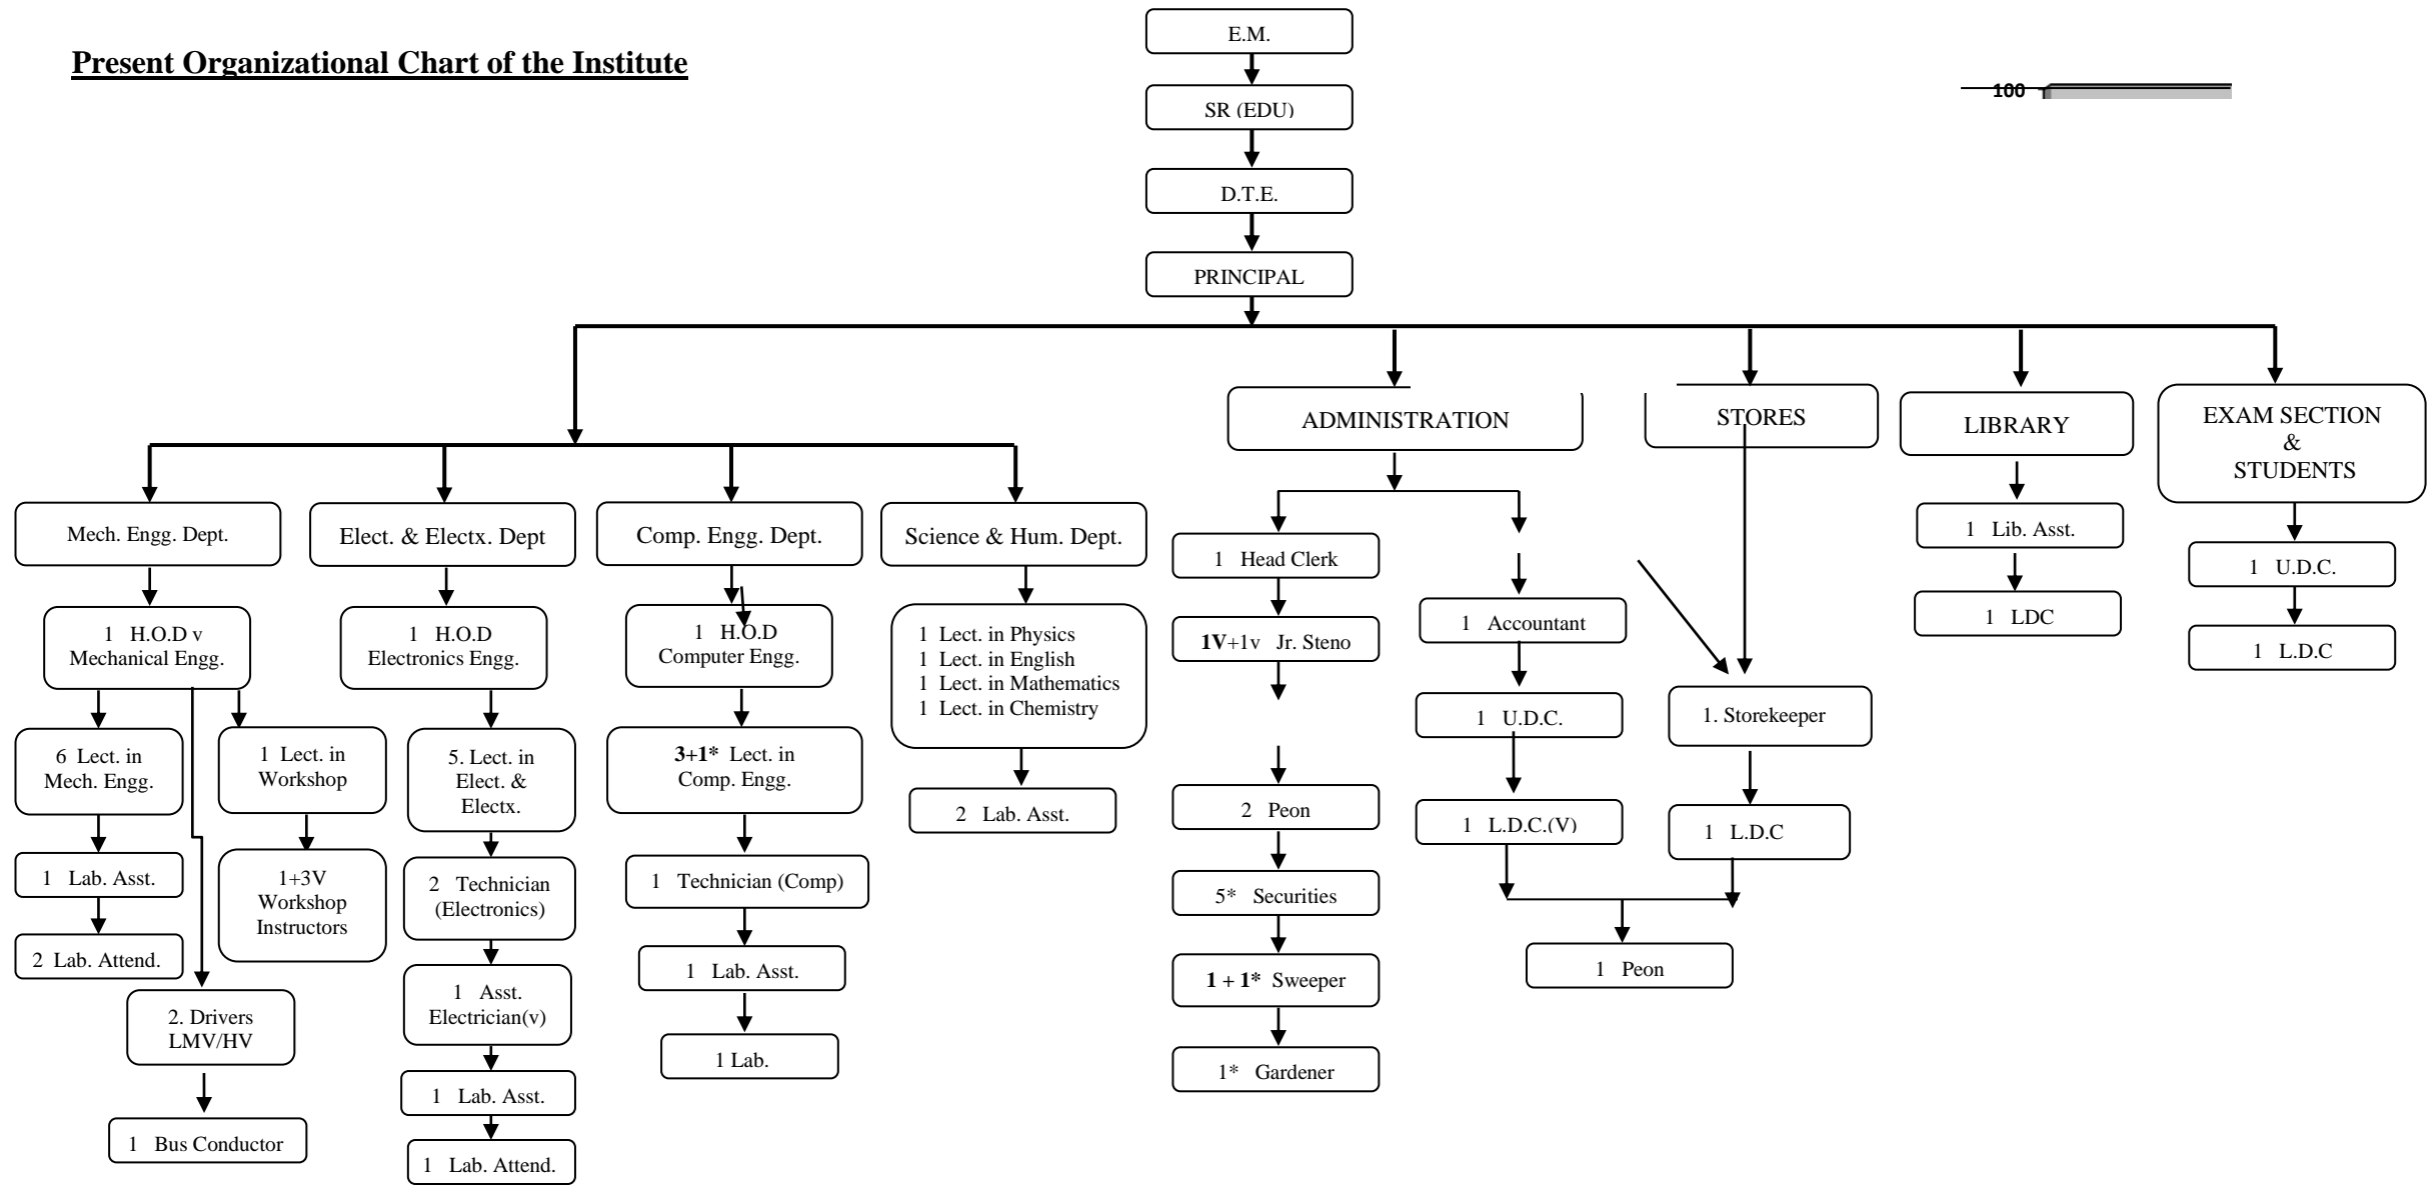 Present Organizational Chart of the Institute
100
E.M.
SR (EDU)
D.T.E.
PRINCIPAL
ADMINISTRATION
STORES
LIBRARY
EXAM SECTION
&
STUDENTS
Mech. Engg. Dept.
Elect. & Electx. Dept
Comp. Engg. Dept.
Science & Hum. Dept.
1 H.O.D v
Mechanical Engg.
6 Lect. in
Mech. Engg.
1 Lab. Asst.
2 Lab. Attend.
1 Lect. in
Workshop
1+3V
Workshop
Instructors
2. Drivers
LMV/HV
1 Bus Conductor
1 H.O.D
Electronics Engg.
5. Lect. in
Elect. &
Electx.
2 Technician
(Electronics)
1 Asst.
Electrician(v)
1 Lab. Asst.
1 Lab. Attend.
1 H.O.D
Computer Engg.
3+1* Lect. in
Comp. Engg.
1 Technician (Comp)
1 Lab. Asst.
1 Lab.
1 Lect. in Physics
1 Lect. in English
1 Lect. in Mathematics
1 Lect. in Chemistry
2 Lab. Asst.
1 Head Clerk
1V+1v Jr. Steno
2 Peon
5* Securities
1 + 1* Sweeper
1* Gardener
1 Accountant
1 U.D.C.
1 L.D.C.(V)
1. Storekeeper
1 L.D.C
1 Peon
1 Lib. Asst.
1 LDC
1 U.D.C.
1 L.D.C